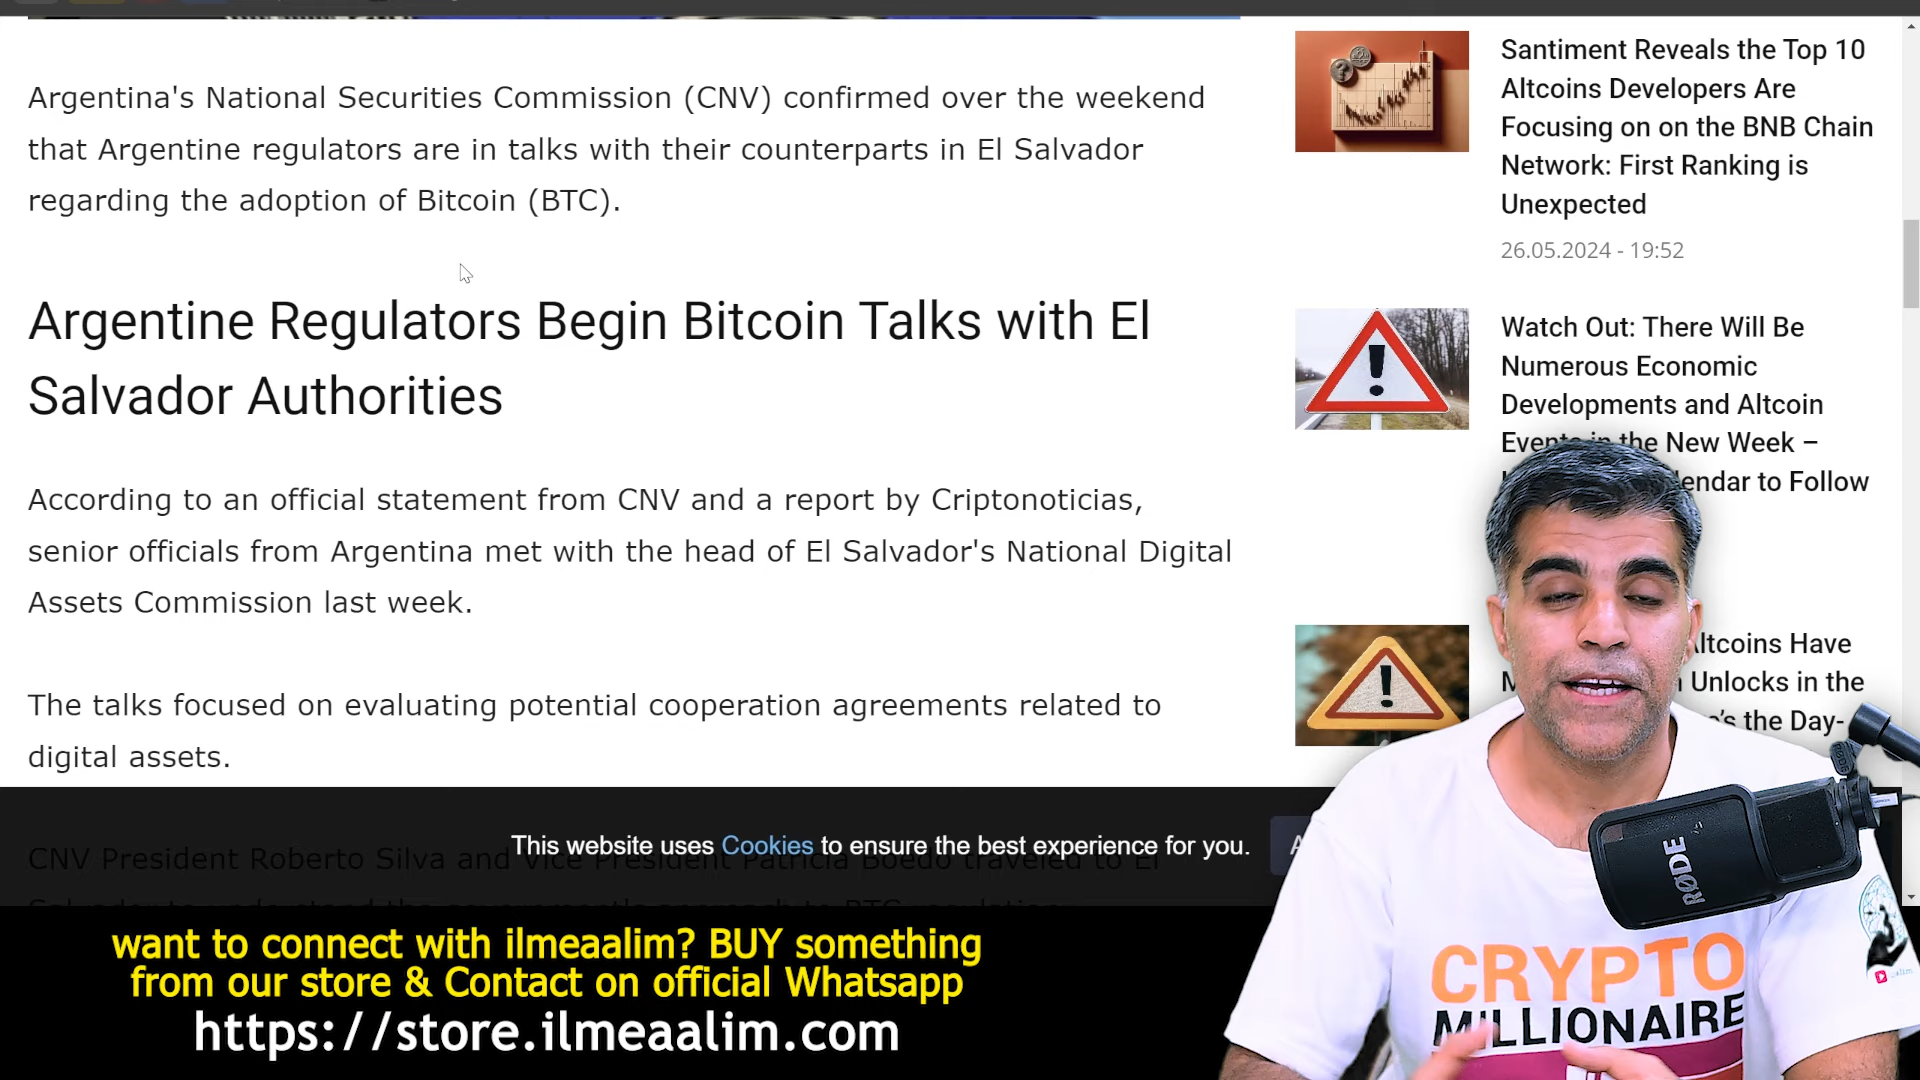 Argentina's National Securities Commission (CNV) confirmed over the weekend
that Argentine regulators are in talks with their counterparts in El Salvador
regarding the adoption of Bitcoin (BTC).
Argentine Regulators Begin Bitcoin Talks with El
Salvador Authorities
According to an official statement from CNV and a report by Criptonoticias,
senior officials from Argentina met with the head of El Salvador's National Digital
Assets Commission last week.
The talks focused on evaluating potential cooperation agreements related to
digital assets.
CNV President Roberto Silva and Vice President Patricia Boedo traveled to El
This website uses Cookies to ensure the best experience for you.
Santiment Reveals the Top 10
Altcoins Developers Are
Focusing on on the BNB Chain
Network: First Ranking is
Unexpected
26.05.2024 - 19:52
Watch Out: There Will Be
Numerous Economic
Developments and Altcoin
Events in the New Week –
to Follow
Altcoins Have
Unlocks in the
the Day-
want to connect with ilmeaalim? BUY something
from our store & Contact on official Whatsapp
https://store.ilmeaalim.com
RØDE
CRYPTO
MILLIONAIRE